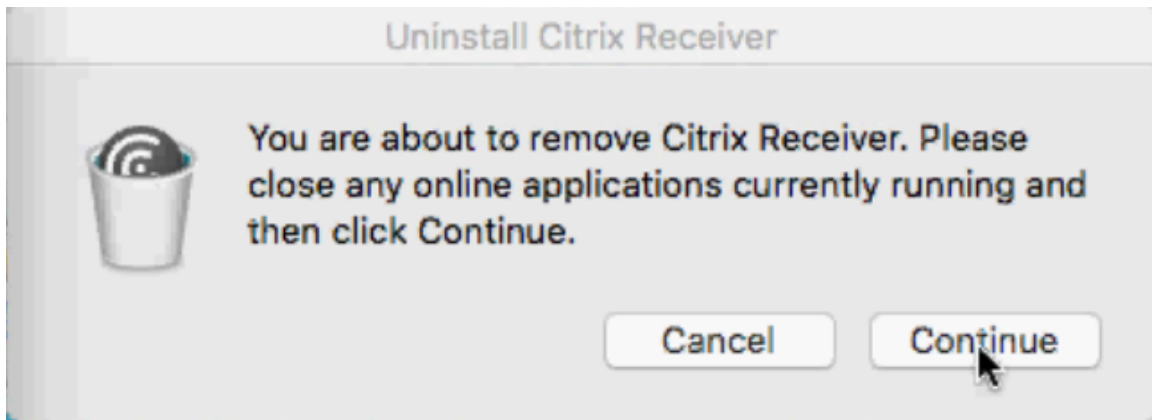 Uninstall Citrix Receiver
You are about to remove Citrix Receiver. Please
close any online applications currently running and
then click Continue.
Cancel
Continue